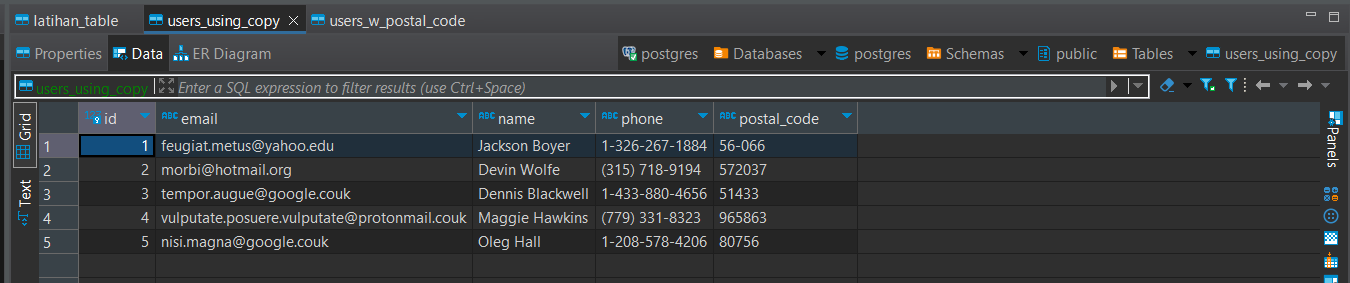 latihan_table users_using_copy users_w_postal_code
Properties Data ER Diagram postgres Databases postgres Schemas public Tables users_using_copy
users_using_copy Enter a SQL expression to filter results (use Ctrl+Space)
Grid
Text
Panels
123 id ABC email ABC name ABC phone ABC postal_code
1 1 feugiat.metus@yahoo.edu Jackson Boyer 1-326-267-1884 56-066
2 2 morbi@hotmail.org Devin Wolfe (315) 718-9194 572037
3 3 tempor.augue@google.couk Dennis Blackwell 1-433-880-4656 51433
4 4 vulputate.posuere.vulputate@protonmail.couk Maggie Hawkins (779) 331-8323 965863
5 5 nisi.magna@google.couk Oleg Hall 1-208-578-4206 80756